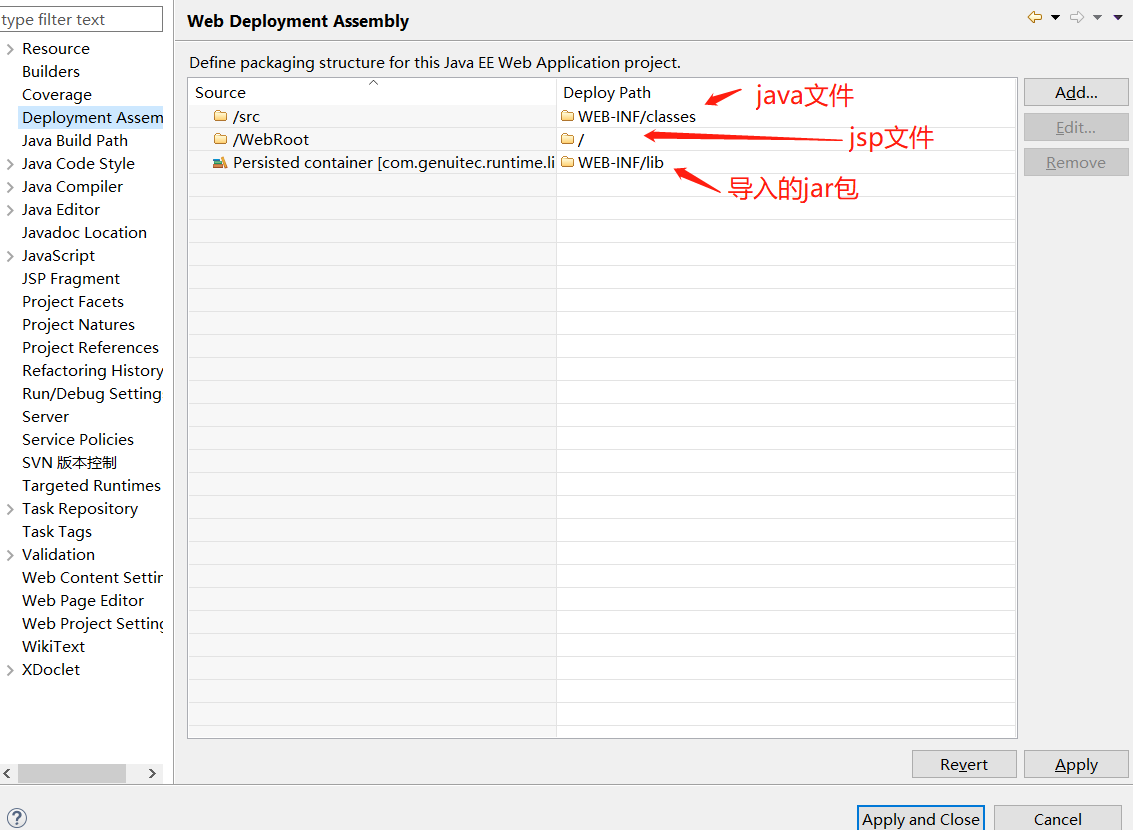 type filter text
Resource
Builders
Coverage
Deployment Assem
Java Build Path
Java Code Style
Java Compiler
Java Editor
Javadoc Location
JavaScript
JSP Fragment
Project Facets
Project Natures
Project References
Refactoring History
Run/Debug Setting
Server
Service Policies
SVN 版本控制
Targeted Runtimes
Task Repository
Task Tags
Validation
Web Content Settin
Web Page Editor
Web Project Setting
WikiText
XDoclet
Web Deployment Assembly
Define packaging structure for this Java EE Web Application project.
Source Deploy Path
java文件
/src WEB-INF/classes
/WebRoot /
jsp文件
Persisted container [com.genuitec.runtime.li WEB-INF/lib
导入的jar包
Add...
Edit...
Remove
Revert Apply
Apply and Close Cancel